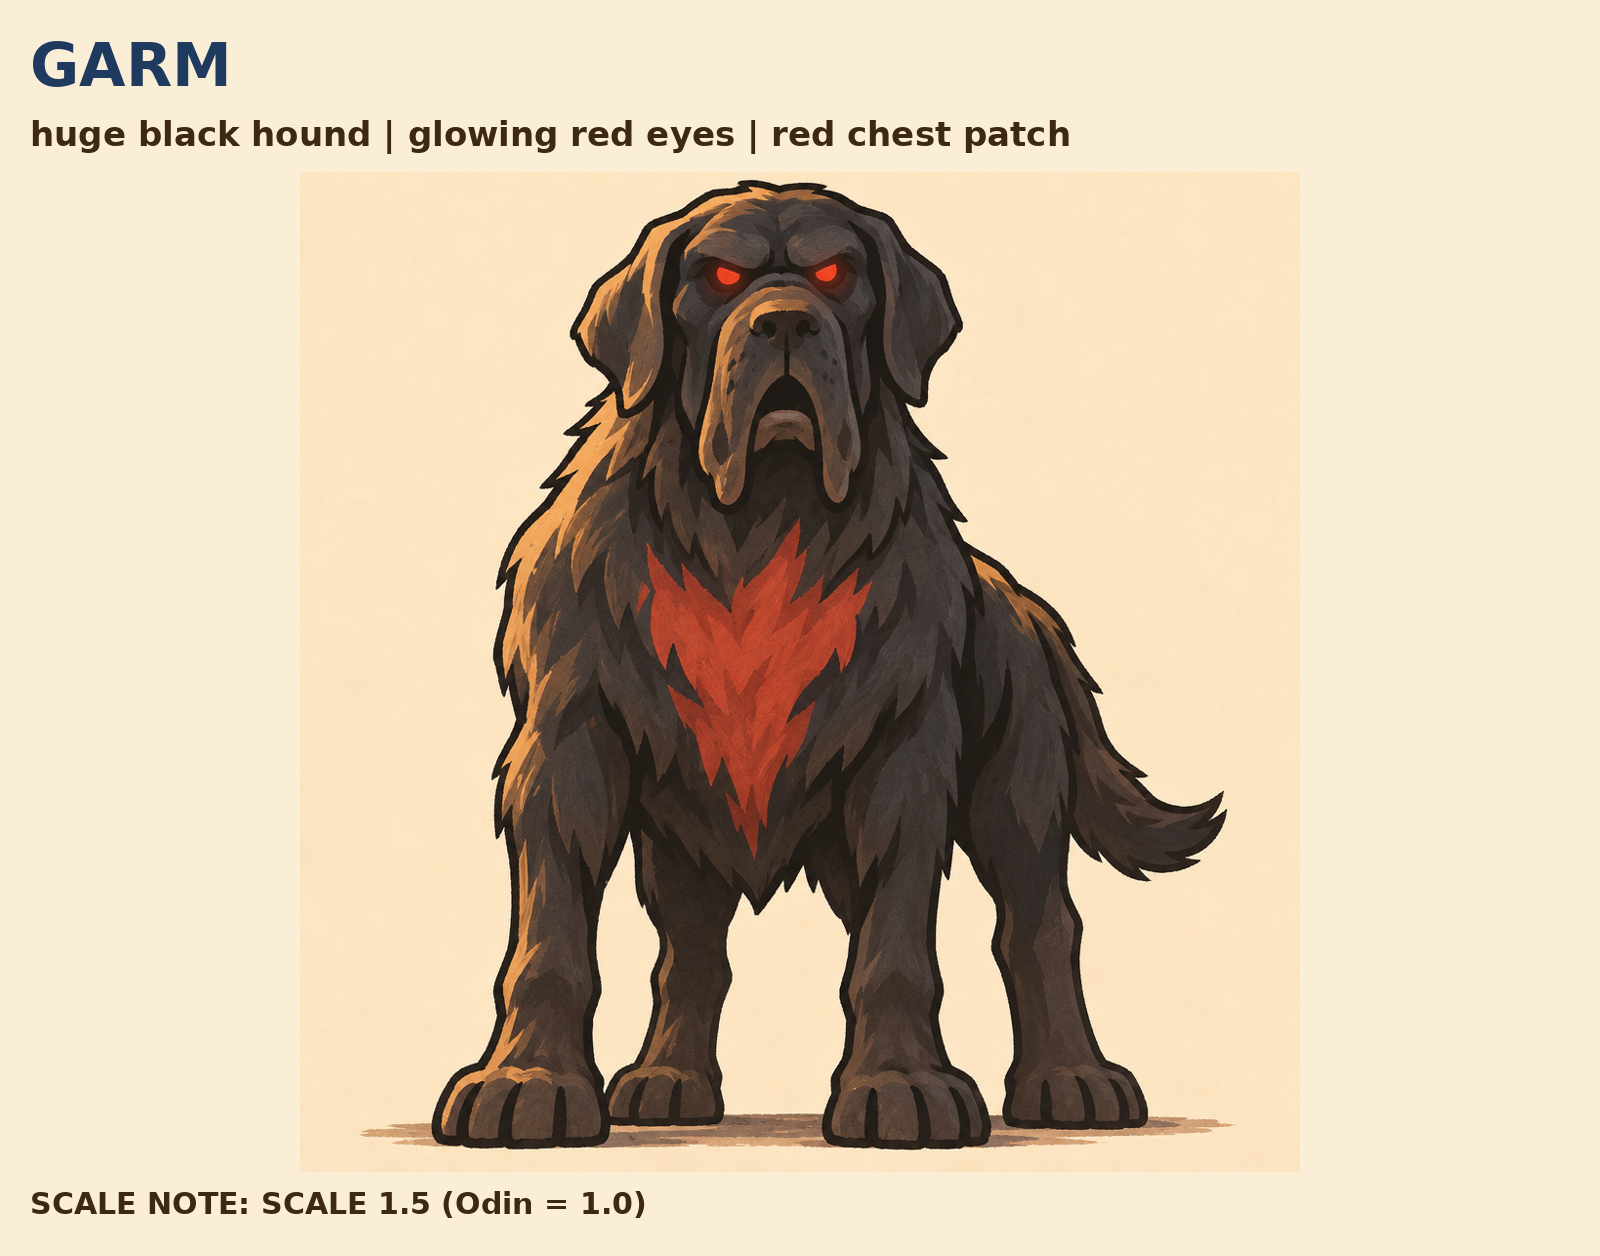 GARM
huge black hound | glowing red eyes | red chest patch
SCALE NOTE: SCALE 1.5 (Odin = 1.0)